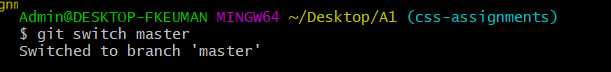 Admin@DESKTOP-FKEUMAN MINGW64 ~/Desktop/A1 (css-assignments)
$ git switch master
Switched to branch 'master'